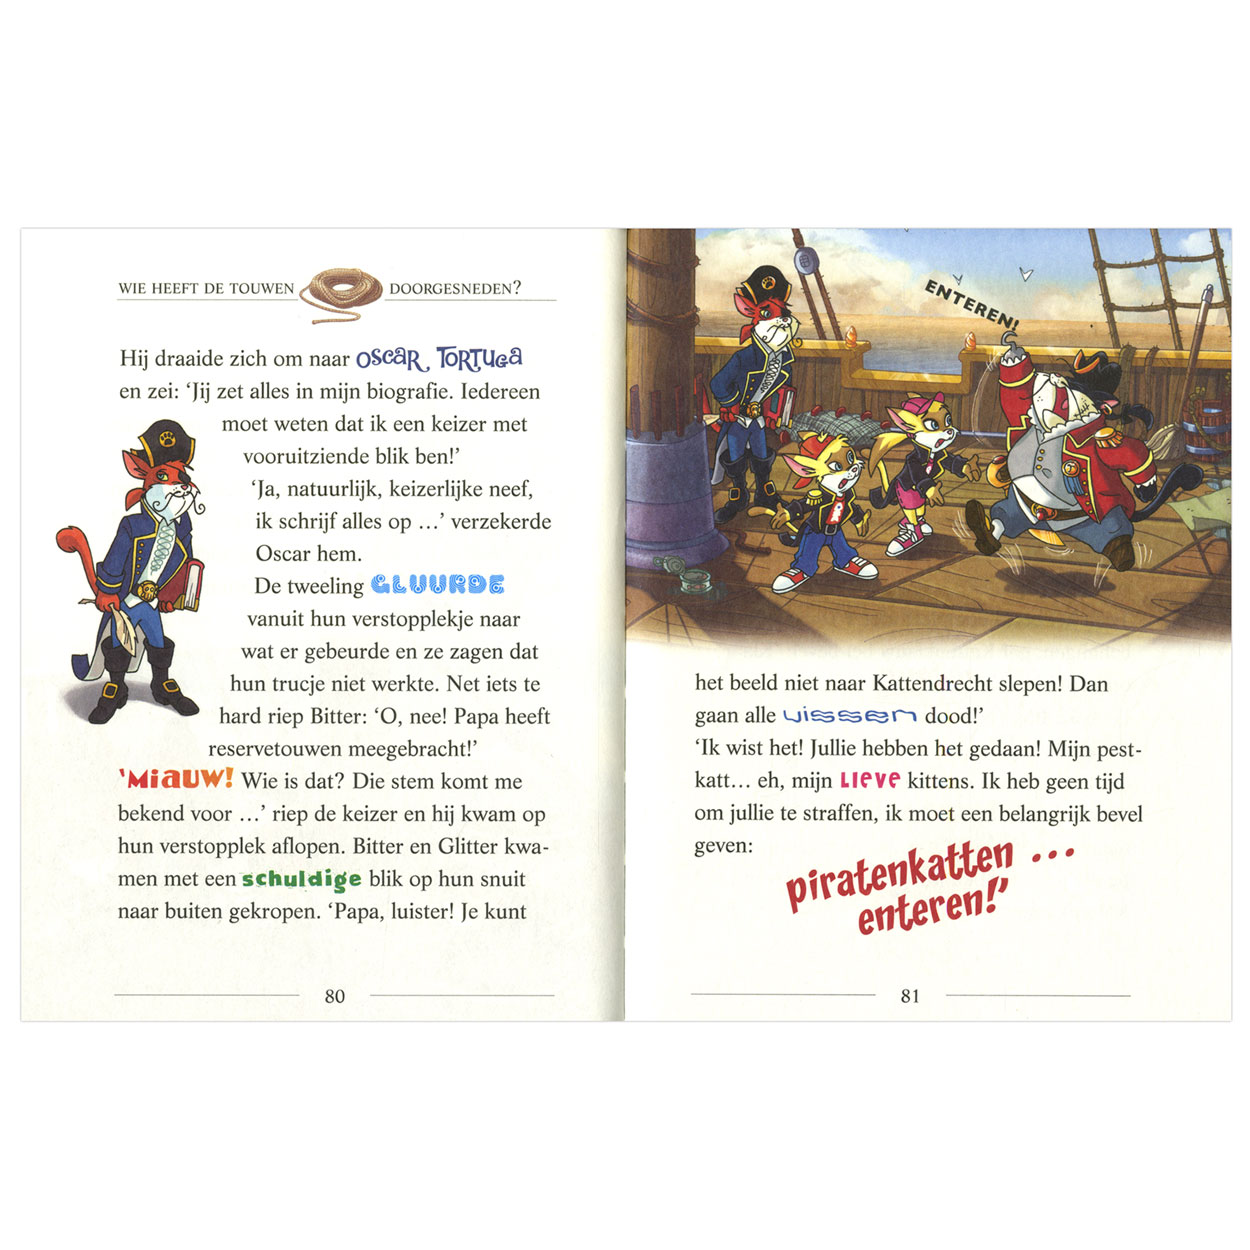 WIE HEEFT DE TOUWEN DOORGESNEDEN?
Hij draaide zich om naar OSCAR TORTUGA
en zei: ‘Jij zet alles in mijn biografie. Iedereen
moet weten dat ik een keizer met
vooruitziende blik ben!’
‘Ja, natuurlijk, keizerlijke neef,
ik schrijf alles op …’ verzekerde
Oscar hem.
De tweeling GLUURDE
vanuit hun verstopplekje naar
wat er gebeurde en ze zagen dat
hun trucje niet werkte. Net iets te
hard riep Bitter: ‘O, nee! Papa heeft
reservetouwen meegebracht!’
‘Miauw! Wie is dat? Die stem komt me
bekend voor …’ riep de keizer en hij kwam op
hun verstopplek aflopen. Bitter en Glitter kwa-
men met een schuldige blik op hun snuit
naar buiten gekropen. ‘Papa, luister! Je kunt
80
ENTEREN!
het beeld niet naar Kattendrecht slepen! Dan
gaan alle vissen dood!’
‘Ik wist het! Jullie hebben het gedaan! Mijn pest-
katt… eh, mijn LIEVE kittens. Ik heb geen tijd
om jullie te straffen, ik moet een belangrijk bevel
geven:
piratenkatten …
enteren!’
81